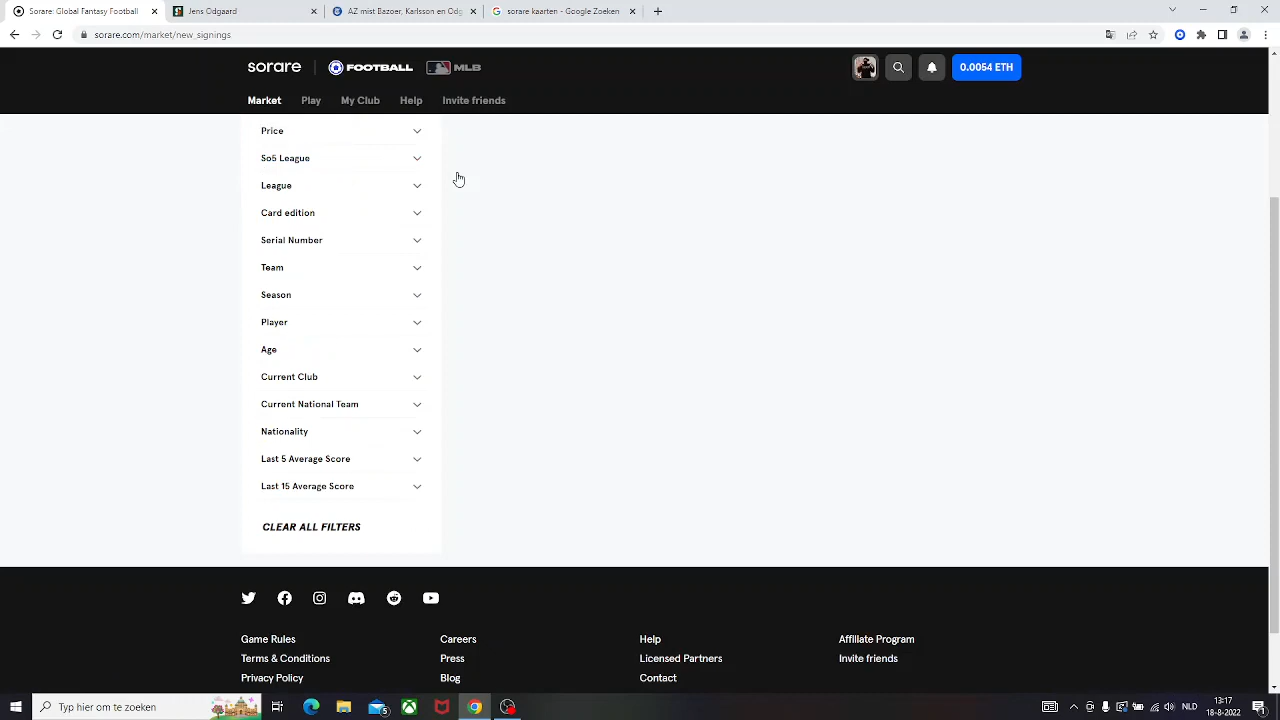 Sorare: Global Fantasy Football
Jens Odgaard
AZ mist Bazoer, Karlsson en Odg
sorare kaarten - Google Zoeken
sorare.com/market/new_signings
sorare
FOOTBALL
MLB
0.0054 ETH
Market
Play
My Club
Help
Invite friends
Price
So5 League
League
Card edition
Serial Number
Team
Season
Player
Age
Current Club
Current National Team
Nationality
Last 5 Average Score
Last 15 Average Score
CLEAR ALL FILTERS
Game Rules
Careers
Help
Affiliate Program
Terms & Conditions
Press
Licensed Partners
Invite friends
Privacy Policy
Blog
Contact
Typ hier om te zoeken
NLD
13:17
18-8-2022